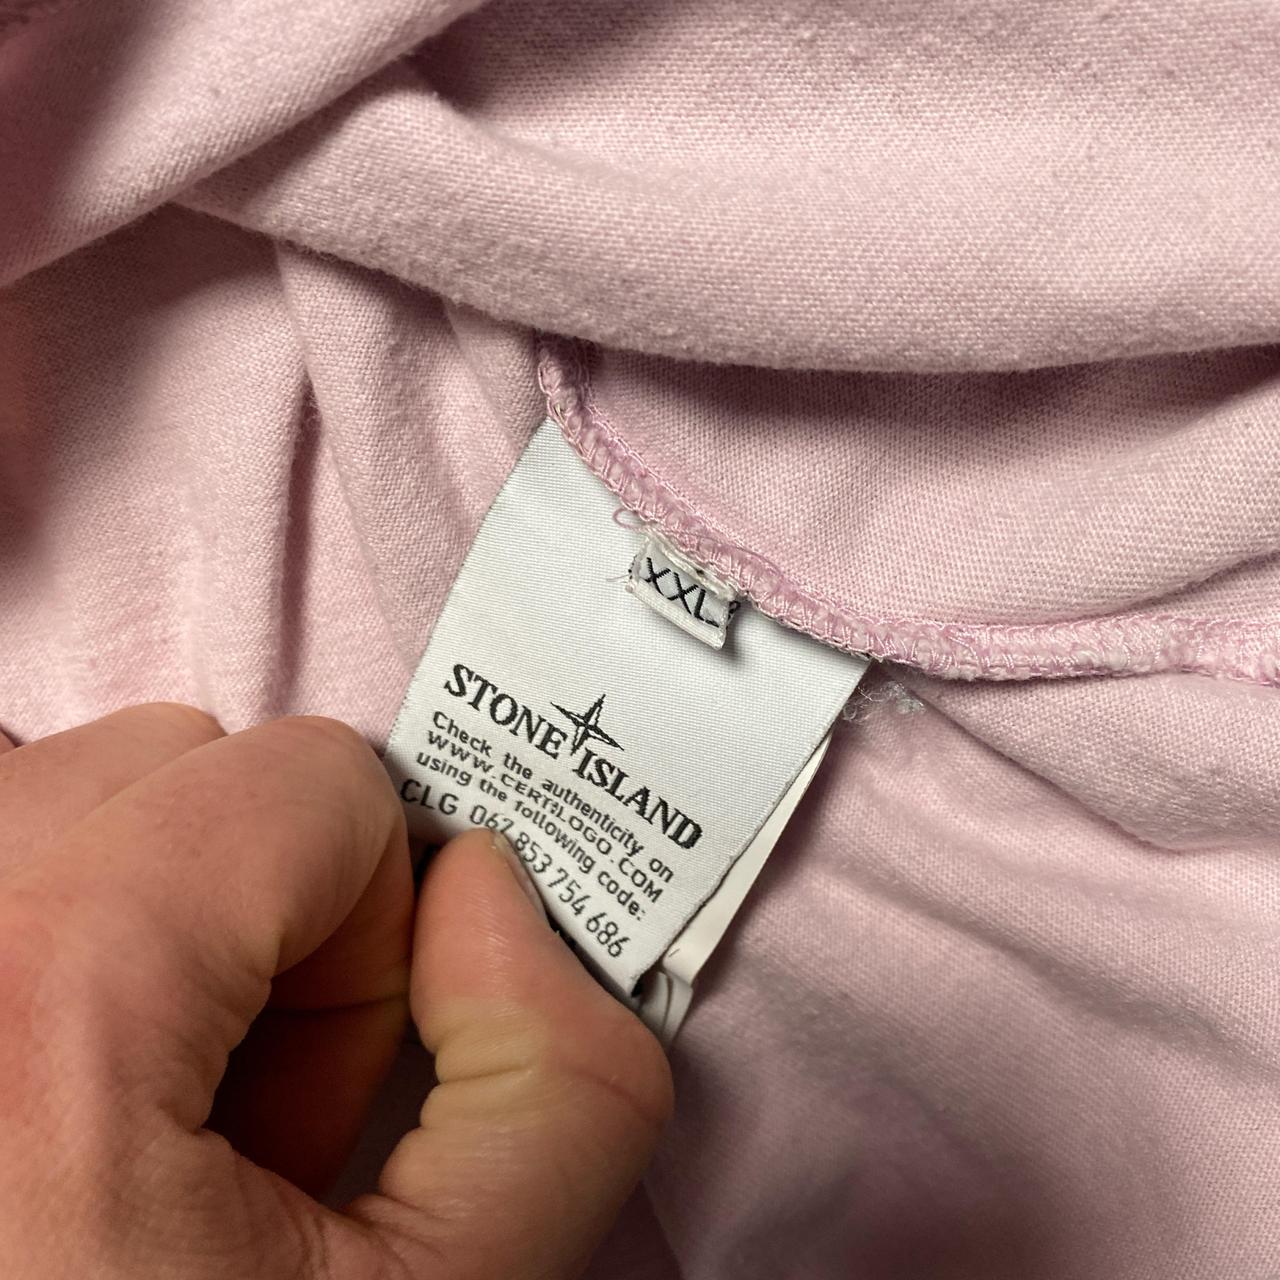 XXL
STONE ISLAND
Check the authenticity on
WWW.CERTILOGO.COM
using the following code:
CLG 067 853 754 686